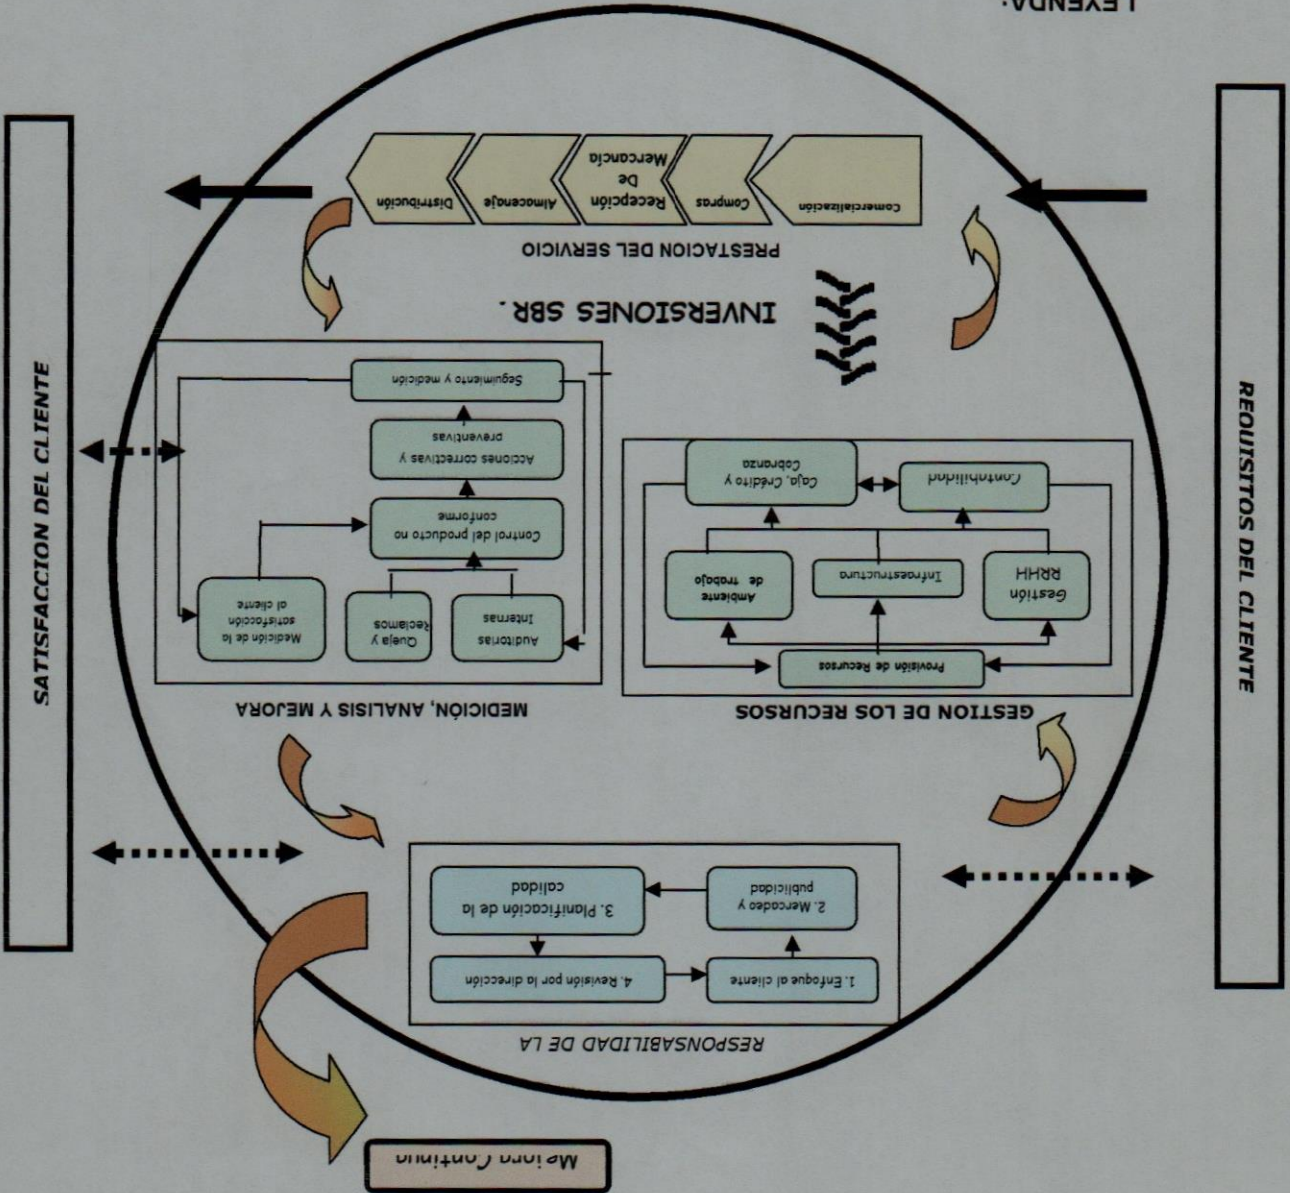 Mejora Continua
RESPONSABILIDAD DE LA
1. Enfoque al cliente
4. Revisión por la dirección
2. Mercadeo y
publicidad
3. Planificación de la
calidad
REQUISITOS DEL CLIENTE
GESTION DE LOS RECURSOS
Provisión de Recursos
Gestión
RRHH
Infraestructura
Ambiente
de trabajo
Contabilidad
Caja, Crédito y
Cobranza
MEDICIÓN, ANALISIS Y MEJORA
Auditorias
Internas
Queja y
Reclamos
Medición de la
satisfacción
al cliente
Control del producto no
conforme
Acciones correctivas y
preventivas
Seguimiento y medición
SATISFACCION DEL CLIENTE
INVERSIONES SBR.
PRESTACION DEL SERVICIO
Comercialización
Compras
Recepción
De
Mercancía
Almacenaje
Distribución
LEYENDA: